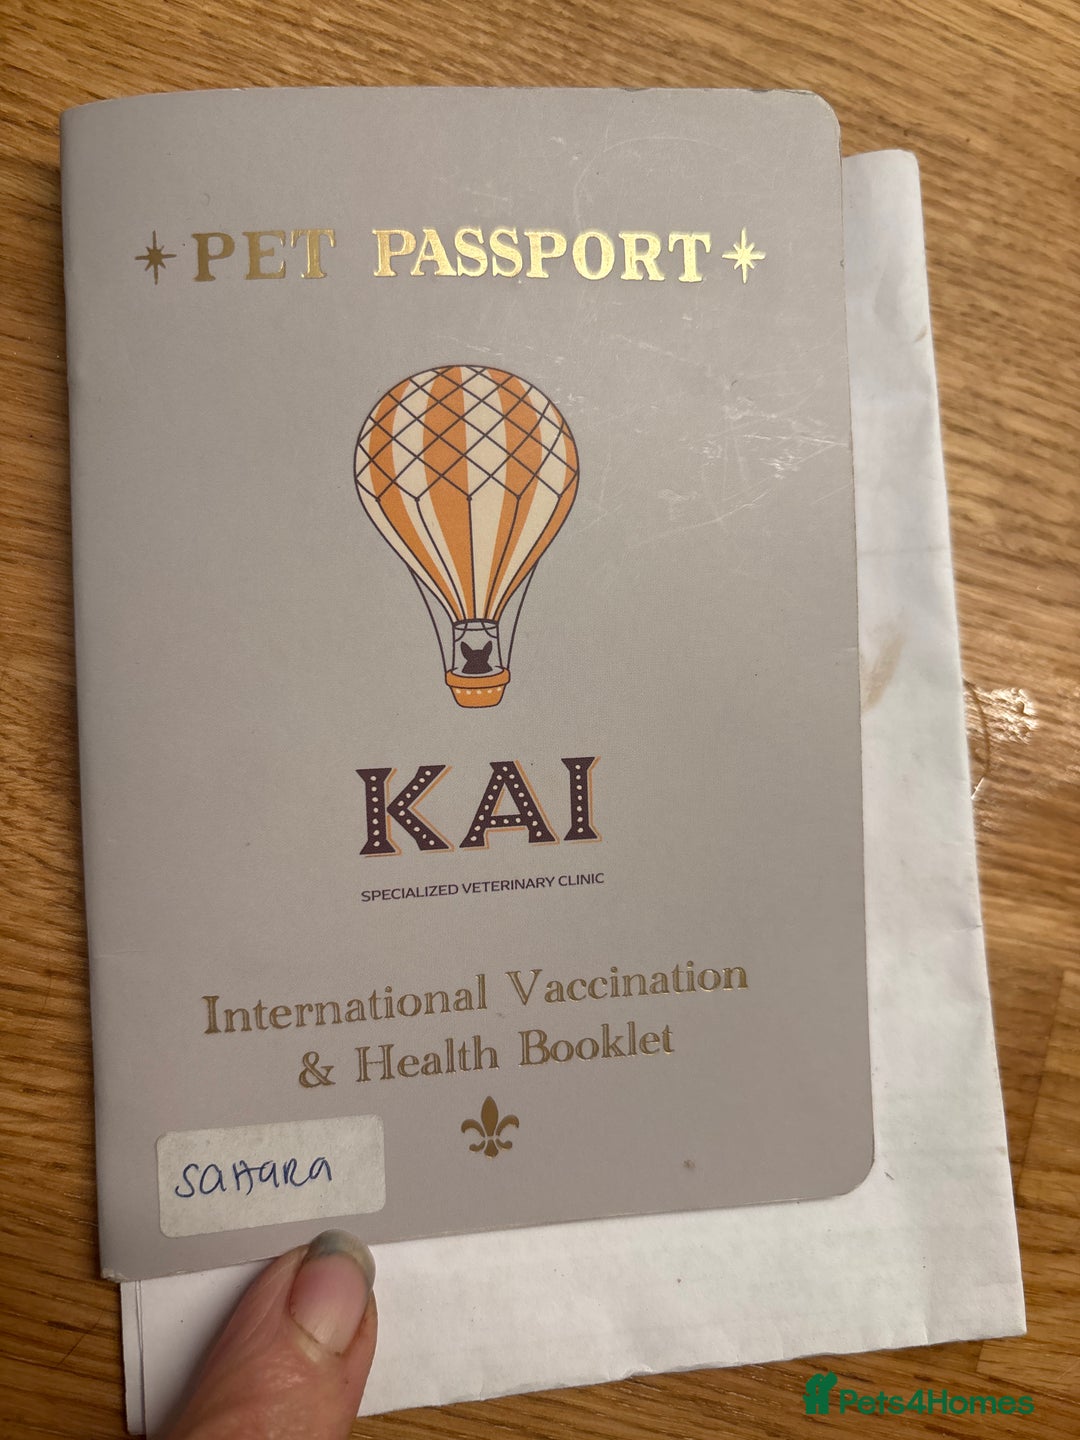 PET PASSPORT
KAI
SPECIALIZED VETERINARY CLINIC
International Vaccination
& Health Booklet
SAHARA
Pets4Homes